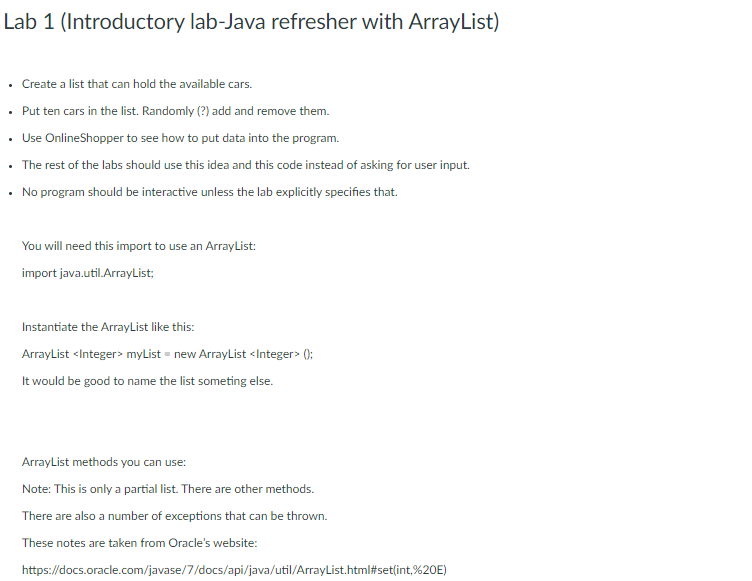 Lab 1 (Introductory lab-Java refresher with ArrayList)
• Create a list that can hold the available cars.
• Put ten cars in the list. Randomly (?) add and remove them.
• Use OnlineShopper to see how to put data into the program.
• The rest of the labs should use this idea and this code instead of asking for user input.
• No program should be interactive unless the lab explicitly specifies that.
You will need this import to use an ArrayList:
import java.util.ArrayList;
Instantiate the ArrayList like this:
ArrayList <Integer> myList = new ArrayList <Integer> ();
It would be good to name the list someting else.
ArrayList methods you can use:
Note: This is only a partial list. There are other methods.
There are also a number of exceptions that can be thrown.
These notes are taken from Oracle's website:
https://docs.oracle.com/javase/7/docs/api/java/util/ArrayList.html#set(int,%20E)